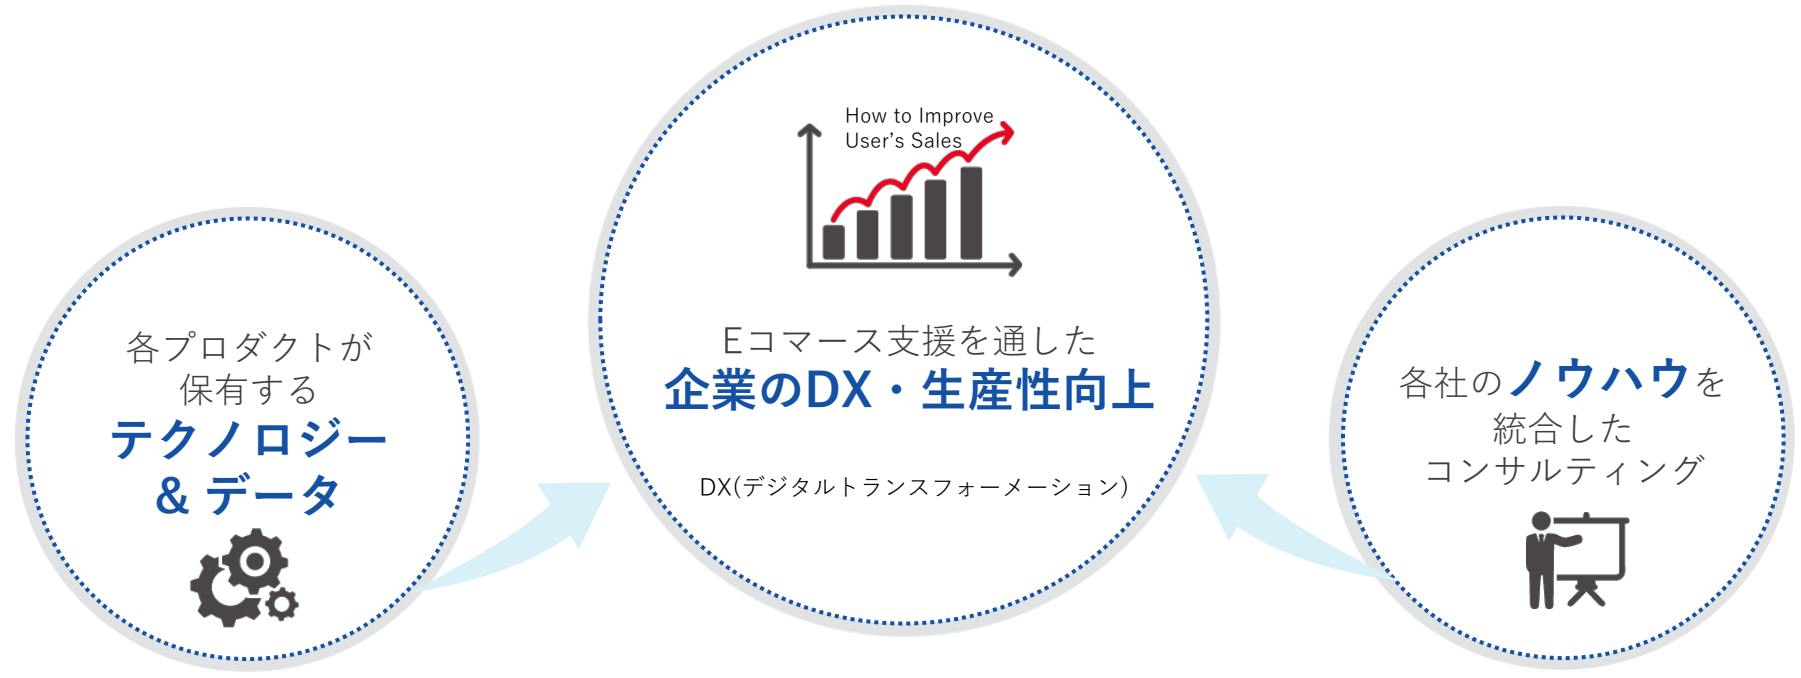 How to Improve
User's Sales
Eコマース支援を通した
企業のDX・生産性向上
DX(デジタルトランスフォーメーション)
各プロダクトが
保有する
テクノロジー
& データ
各社のノウハウを
統合した
コンサルティング